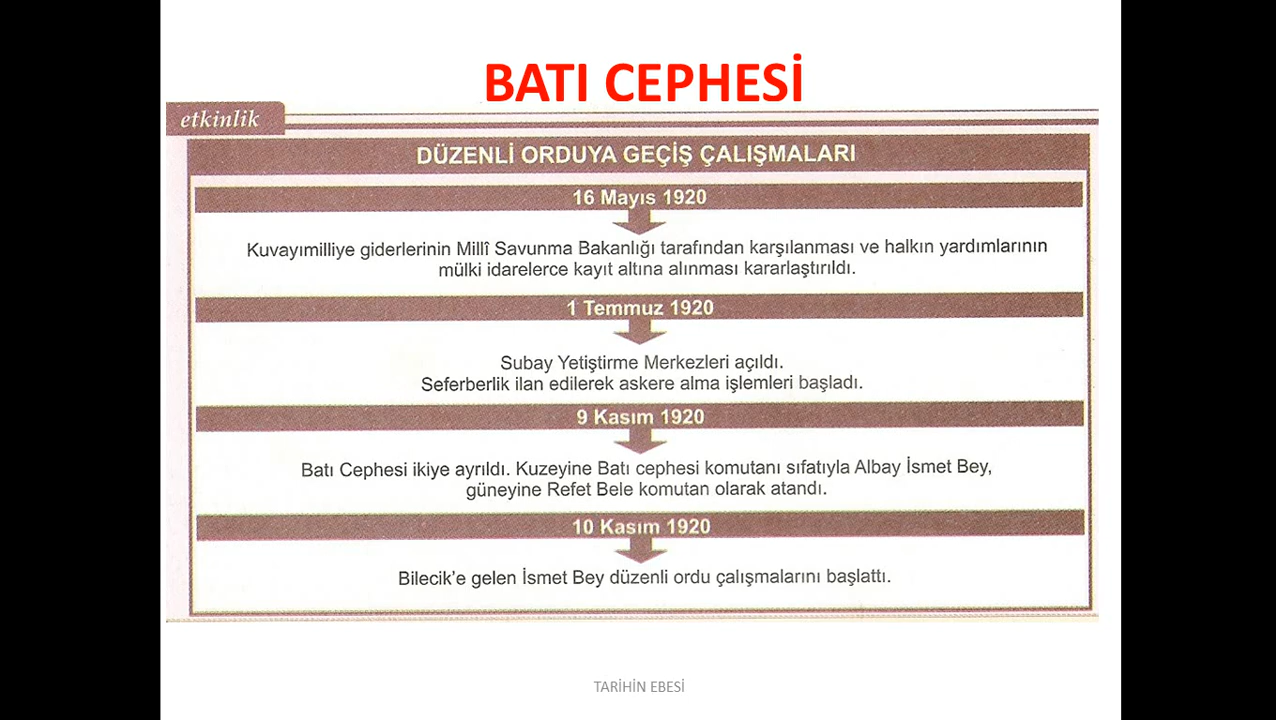 BATI CEPHESİ
etkinlik
DÜZENLİ ORDUYA GEÇİŞ ÇALIŞMALARI
16 Mayıs 1920
Kuvayımilliye giderlerinin Millî Savunma Bakanlığı tarafından karşılanması ve halkın yardımlarının
mülki idarelerce kayıt altına alınması kararlaştırıldı.
1 Temmuz 1920
Subay Yetiştirme Merkezleri açıldı.
Seferberlik ilan edilerek askere alma işlemleri başladı.
9 Kasım 1920
Batı Cephesi ikiye ayrıldı. Kuzeyine Batı cephesi komutanı sıfatıyla Albay İsmet Bey,
güneyine Refet Bele komutan olarak atandı.
10 Kasım 1920
Bilecik'e gelen İsmet Bey düzenli ordu çalışmalarını başlattı.
TARİHİN EBESİ